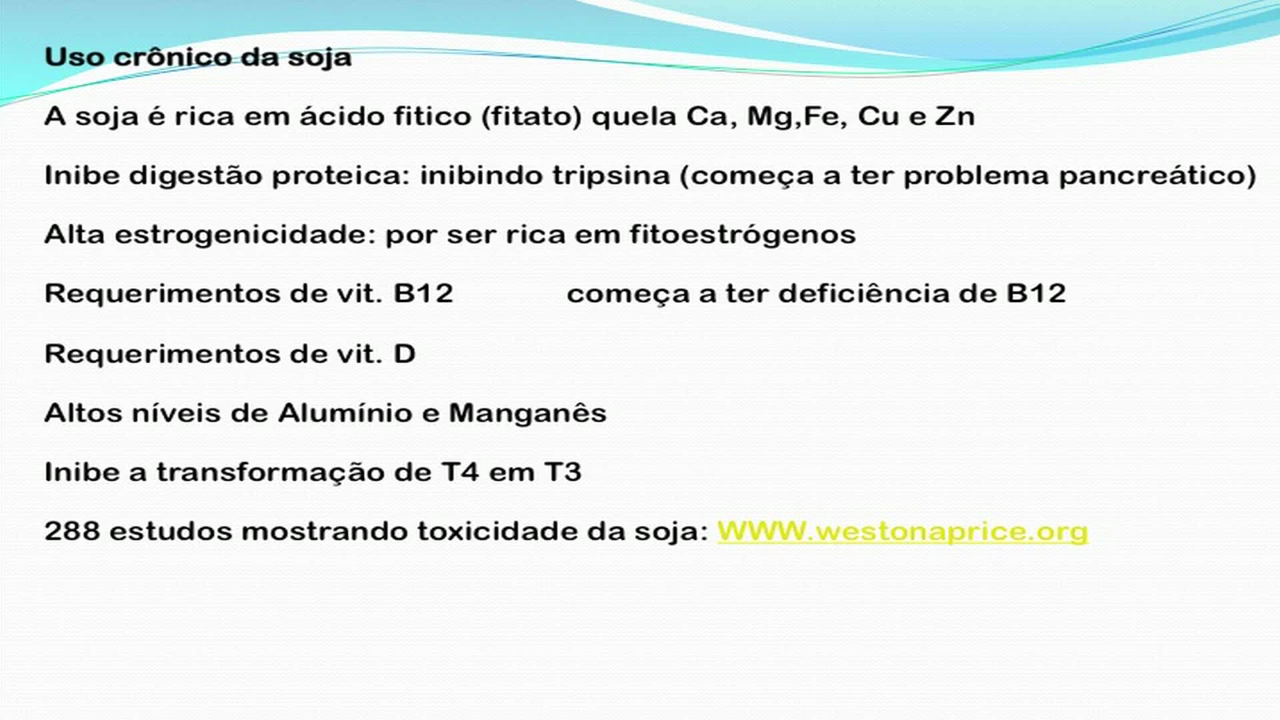 Uso crônico da soja
A soja é rica em ácido fitico (fitato) quela Ca, Mg,Fe, Cu e Zn
Inibe digestão proteica: inibindo tripsina (começa a ter problema pancreático)
Alta estrogenicidade: por ser rica em fitoestrógenos
Requerimentos de vit. B12 começa a ter deficiência de B12
Requerimentos de vit. D
Altos níveis de Alumínio e Manganês
Inibe a transformação de T4 em T3
288 estudos mostrando toxicidade da soja: WWW.westonaprice.org